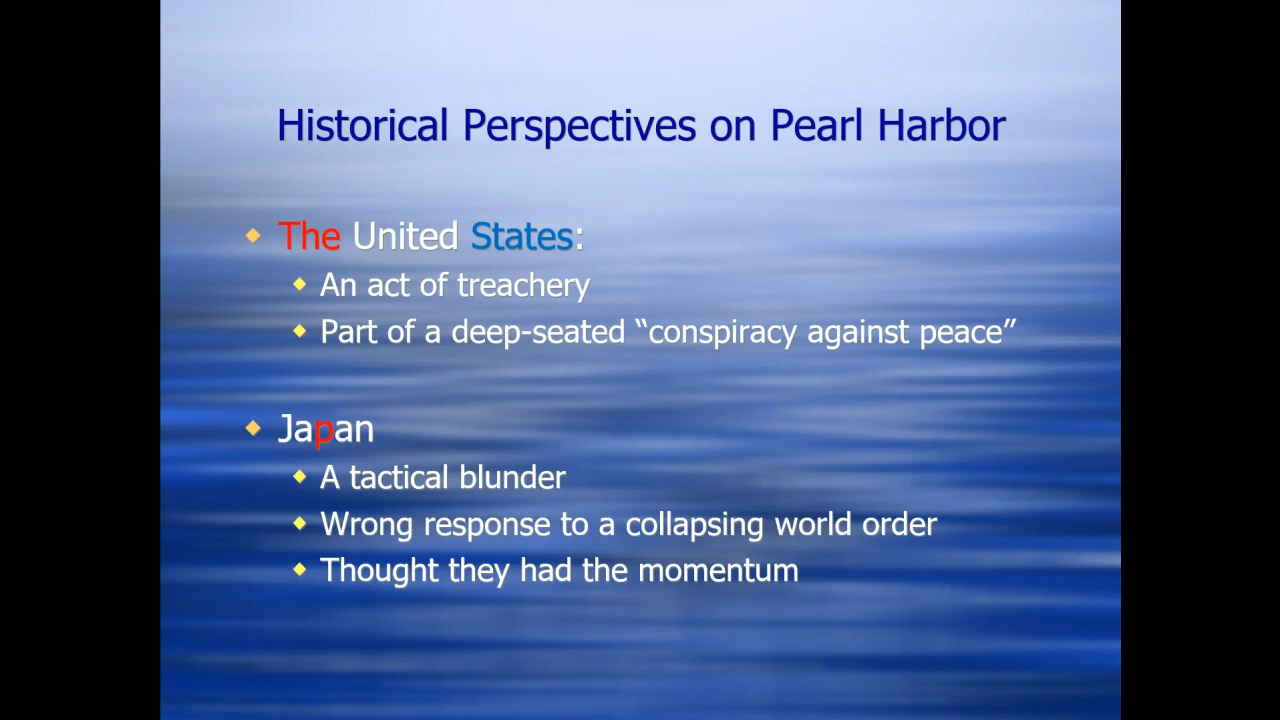 Historical Perspectives on Pearl Harbor
The United States:
An act of treachery
Part of a deep-seated “conspiracy against peace”
Japan
A tactical blunder
Wrong response to a collapsing world order
Thought they had the momentum